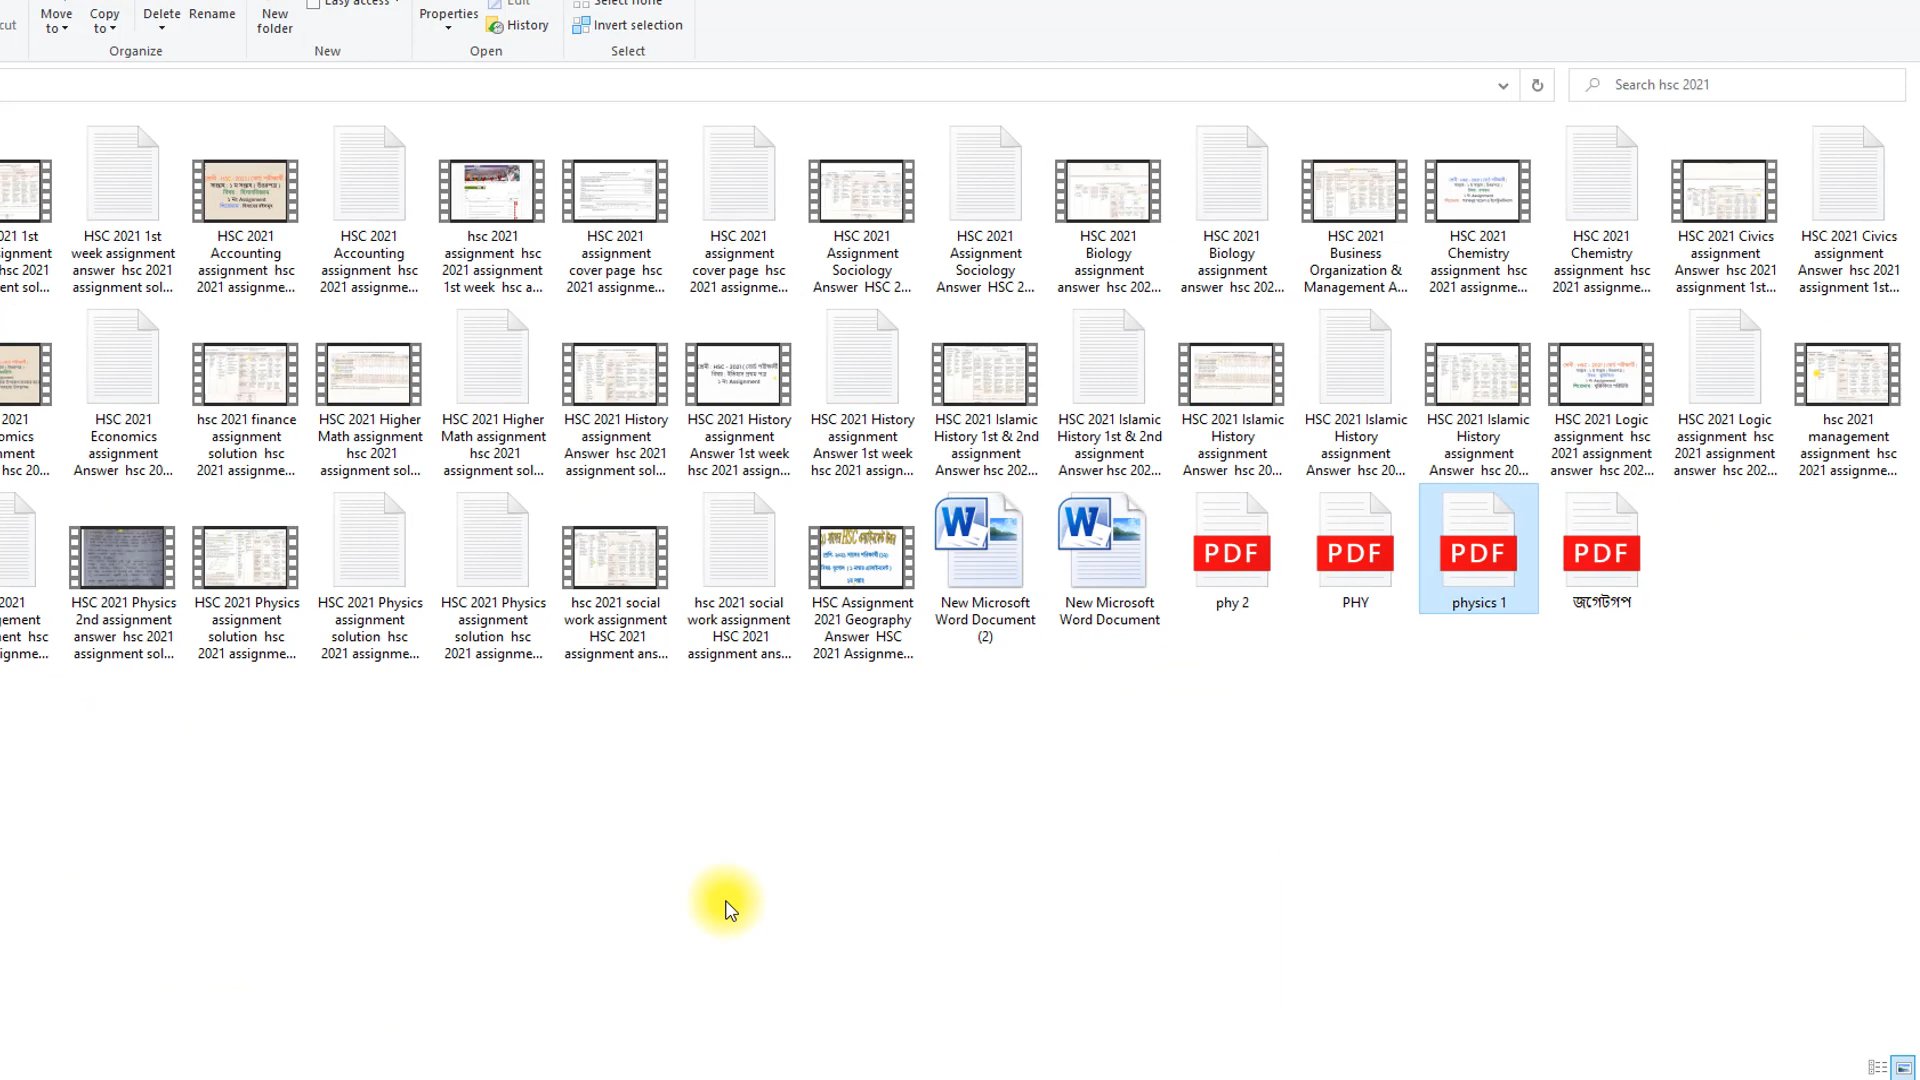 Move
to
Copy
to
Delete
Rename
New
folder
Properties
History
Invert selection
Organize
New
Open
Select
Search hsc 2021
HSC 2021 1st
week assignment
answer hsc 2021
assignment sol...
HSC 2021
Accounting
assignment hsc
2021 assignme...
HSC 2021
Accounting
assignment hsc
2021 assignme...
hsc 2021
assignment hsc
2021 assignment
1st week hsc a...
HSC 2021
assignment
cover page hsc
2021 assignme...
HSC 2021
assignment
cover page hsc
2021 assignme...
HSC 2021
Assignment
Sociology
Answer HSC 2...
HSC 2021
Assignment
Sociology
Answer HSC 2...
HSC 2021
Biology
assignment
answer hsc 202...
HSC 2021
Biology
assignment
answer hsc 202...
HSC 2021
Business
Organization &
Management A...
HSC 2021
Chemistry
assignment hsc
2021 assignme...
HSC 2021
Chemistry
assignment hsc
2021 assignme...
HSC 2021 Civics
assignment
Answer hsc 2021
assignment 1st...
HSC 2021 Civics
assignment
Answer hsc 2021
assignment 1st...
HSC 2021
Economics
assignment
Answer hsc 20...
hsc 2021 finance
assignment
solution hsc
2021 assignme...
HSC 2021 Higher
Math assignment
hsc 2021
assignment sol...
HSC 2021 Higher
Math assignment
hsc 2021
assignment sol...
HSC 2021 History
assignment
Answer hsc 2021
assignment sol...
HSC 2021 History
assignment
Answer 1st week
hsc 2021 assign...
HSC 2021 History
assignment
Answer 1st week
hsc 2021 assign...
HSC 2021 Islamic
History 1st & 2nd
assignment
Answer hsc 202...
HSC 2021 Islamic
History 1st & 2nd
assignment
Answer hsc 202...
HSC 2021 Islamic
History
assignment
Answer hsc 20...
HSC 2021 Islamic
History
assignment
Answer hsc 20...
HSC 2021 Islamic
History
assignment
Answer hsc 20...
HSC 2021 Logic
assignment hsc
2021 assignment
answer hsc 202...
HSC 2021 Logic
assignment hsc
2021 assignment
answer hsc 202...
hsc 2021
management
assignment hsc
2021 assignme...
HSC 2021 Physics
2nd assignment
answer hsc 2021
assignment sol...
HSC 2021 Physics
assignment
solution hsc
2021 assignme...
HSC 2021 Physics
assignment
solution hsc
2021 assignme...
HSC 2021 Physics
assignment
solution hsc
2021 assignme...
hsc 2021 social
work assignment
HSC 2021
assignment ans...
hsc 2021 social
work assignment
HSC 2021
assignment ans...
HSC Assignment
2021 Geography
Answer HSC
2021 Assignme...
New Microsoft
Word Document
(2)
New Microsoft
Word Document
PDF
phy 2
PDF
PHY
PDF
physics 1
PDF
জগেটগপ